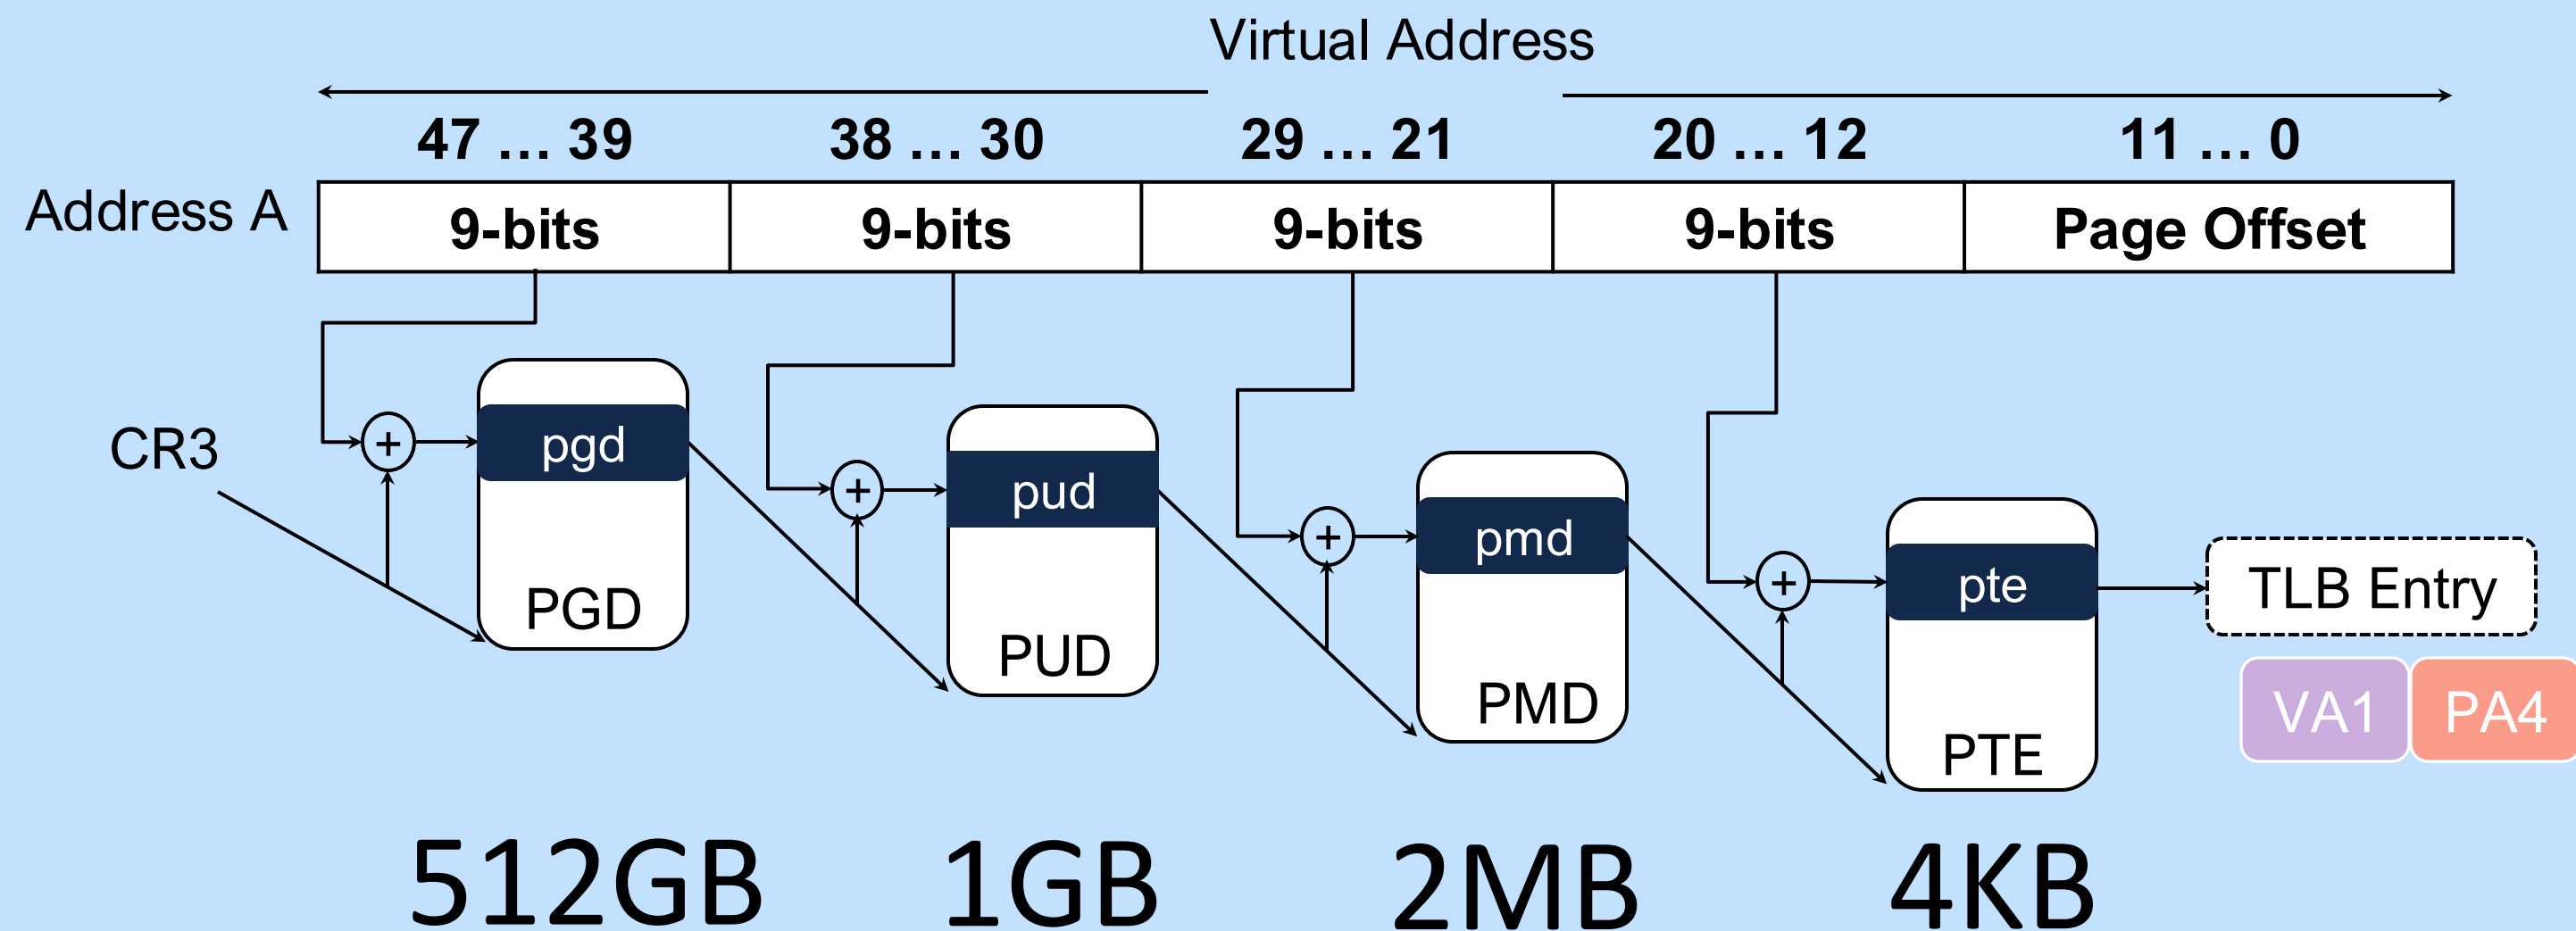 Virtual Address
47 ... 39
38 ... 30
29 ... 21
20 ... 12
11 ... 0
Address A
9-bits
9-bits
9-bits
9-bits
Page Offset
CR3
+
pgd
PGD
+
pud
PUD
+
pmd
PMD
+
pte
PTE
TLB Entry
VA1
PA4
512GB
1GB
2MB
4KB